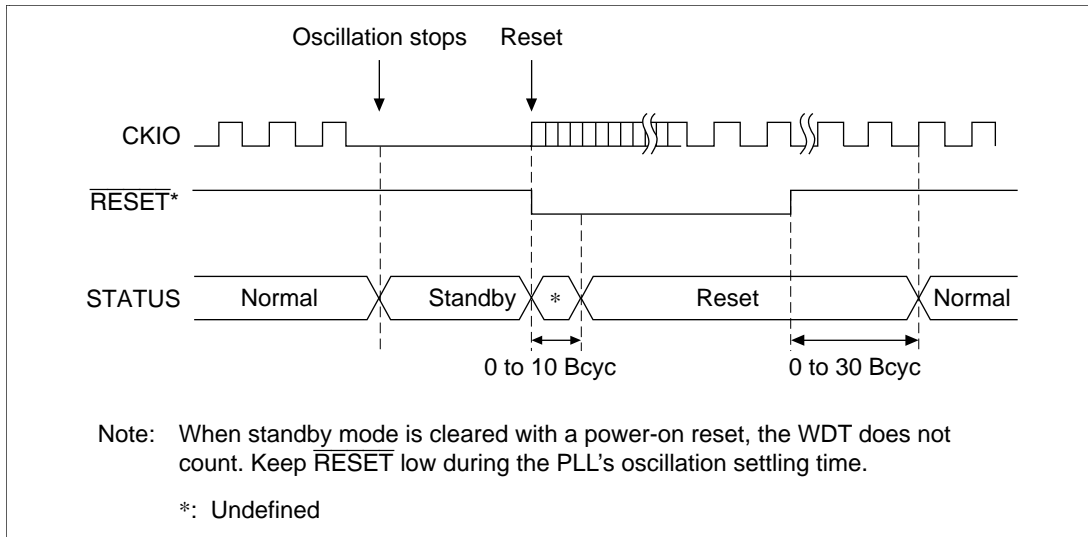 Oscillation stops Reset
CKIO
RESET*
STATUS Normal Standby * Reset Normal
0 to 10 Bcyc 0 to 30 Bcyc
Note: When standby mode is cleared with a power-on reset, the WDT does not
count. Keep RESET low during the PLL's oscillation settling time.
*: Undefined